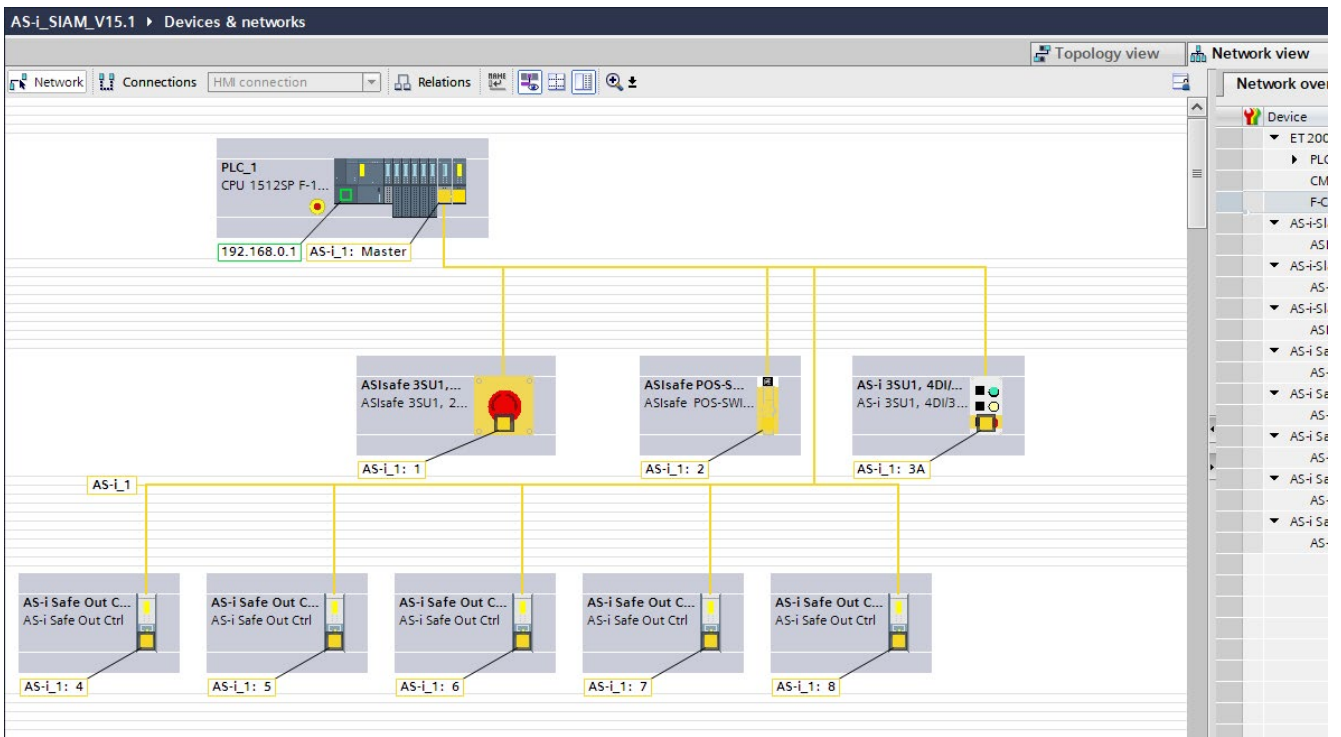 AS-i_SIAM_V15.1 ▸ Devices & networks
Topology view
Network view
Network
Connections
HMI connection
Relations
Network over
Device
PLC_1
CPU 1512SP F-1...
192.168.0.1
AS-i_1: Master
ASIsafe 3SU1,...
ASIsafe 3SU1, 2...
AS-i_1: 1
ASIsafe POS-S...
ASIsafe POS-SWI...
AS-i_1: 2
AS-i 3SU1, 4DI/...
AS-i 3SU1, 4DI/3...
AS-i_1: 3A
AS-i_1
AS-i Safe Out C...
AS-i Safe Out Ctrl
AS-i_1: 4
AS-i Safe Out C...
AS-i Safe Out Ctrl
AS-i_1: 5
AS-i Safe Out C...
AS-i Safe Out Ctrl
AS-i_1: 6
AS-i Safe Out C...
AS-i Safe Out Ctrl
AS-i_1: 7
AS-i Safe Out C...
AS-i Safe Out Ctrl
AS-i_1: 8
ET 200
PLC
CM
F-C
AS-i-Sla
ASI
AS-i-Sla
AS-
AS-i-Sla
ASI
AS-i Sa
AS-
AS-i Sa
AS-
AS-i Sa
AS-
AS-i Sa
AS-
AS-i Sa
AS-